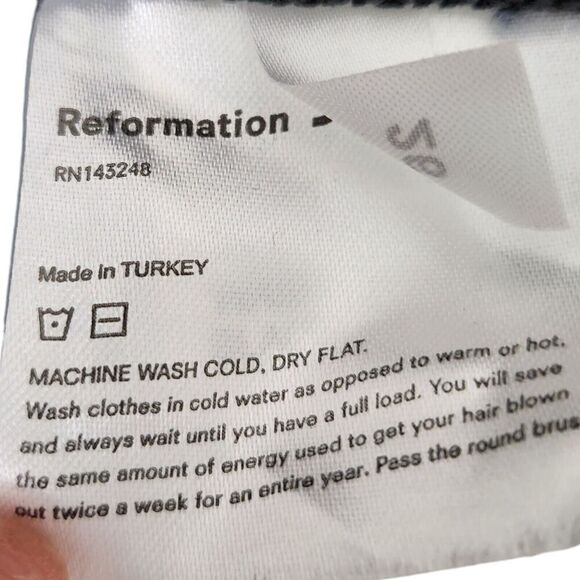 Reformation -
RN143248
Made in TURKEY
MACHINE WASH COLD, DRY FLAT.
Wash clothes in cold water as opposed to warm or hot,
and always wait until you have a full load. You will save
the same amount of energy used to get your hair blown
out twice a week for an entire year. Pass the round brus